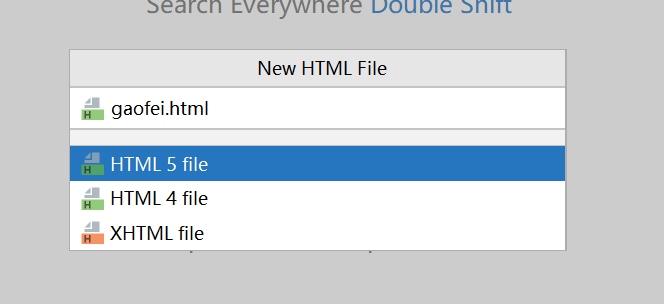 Search Everywhere Double Shift
New HTML File
gaofei.html
HTML 5 file
HTML 4 file
XHTML file